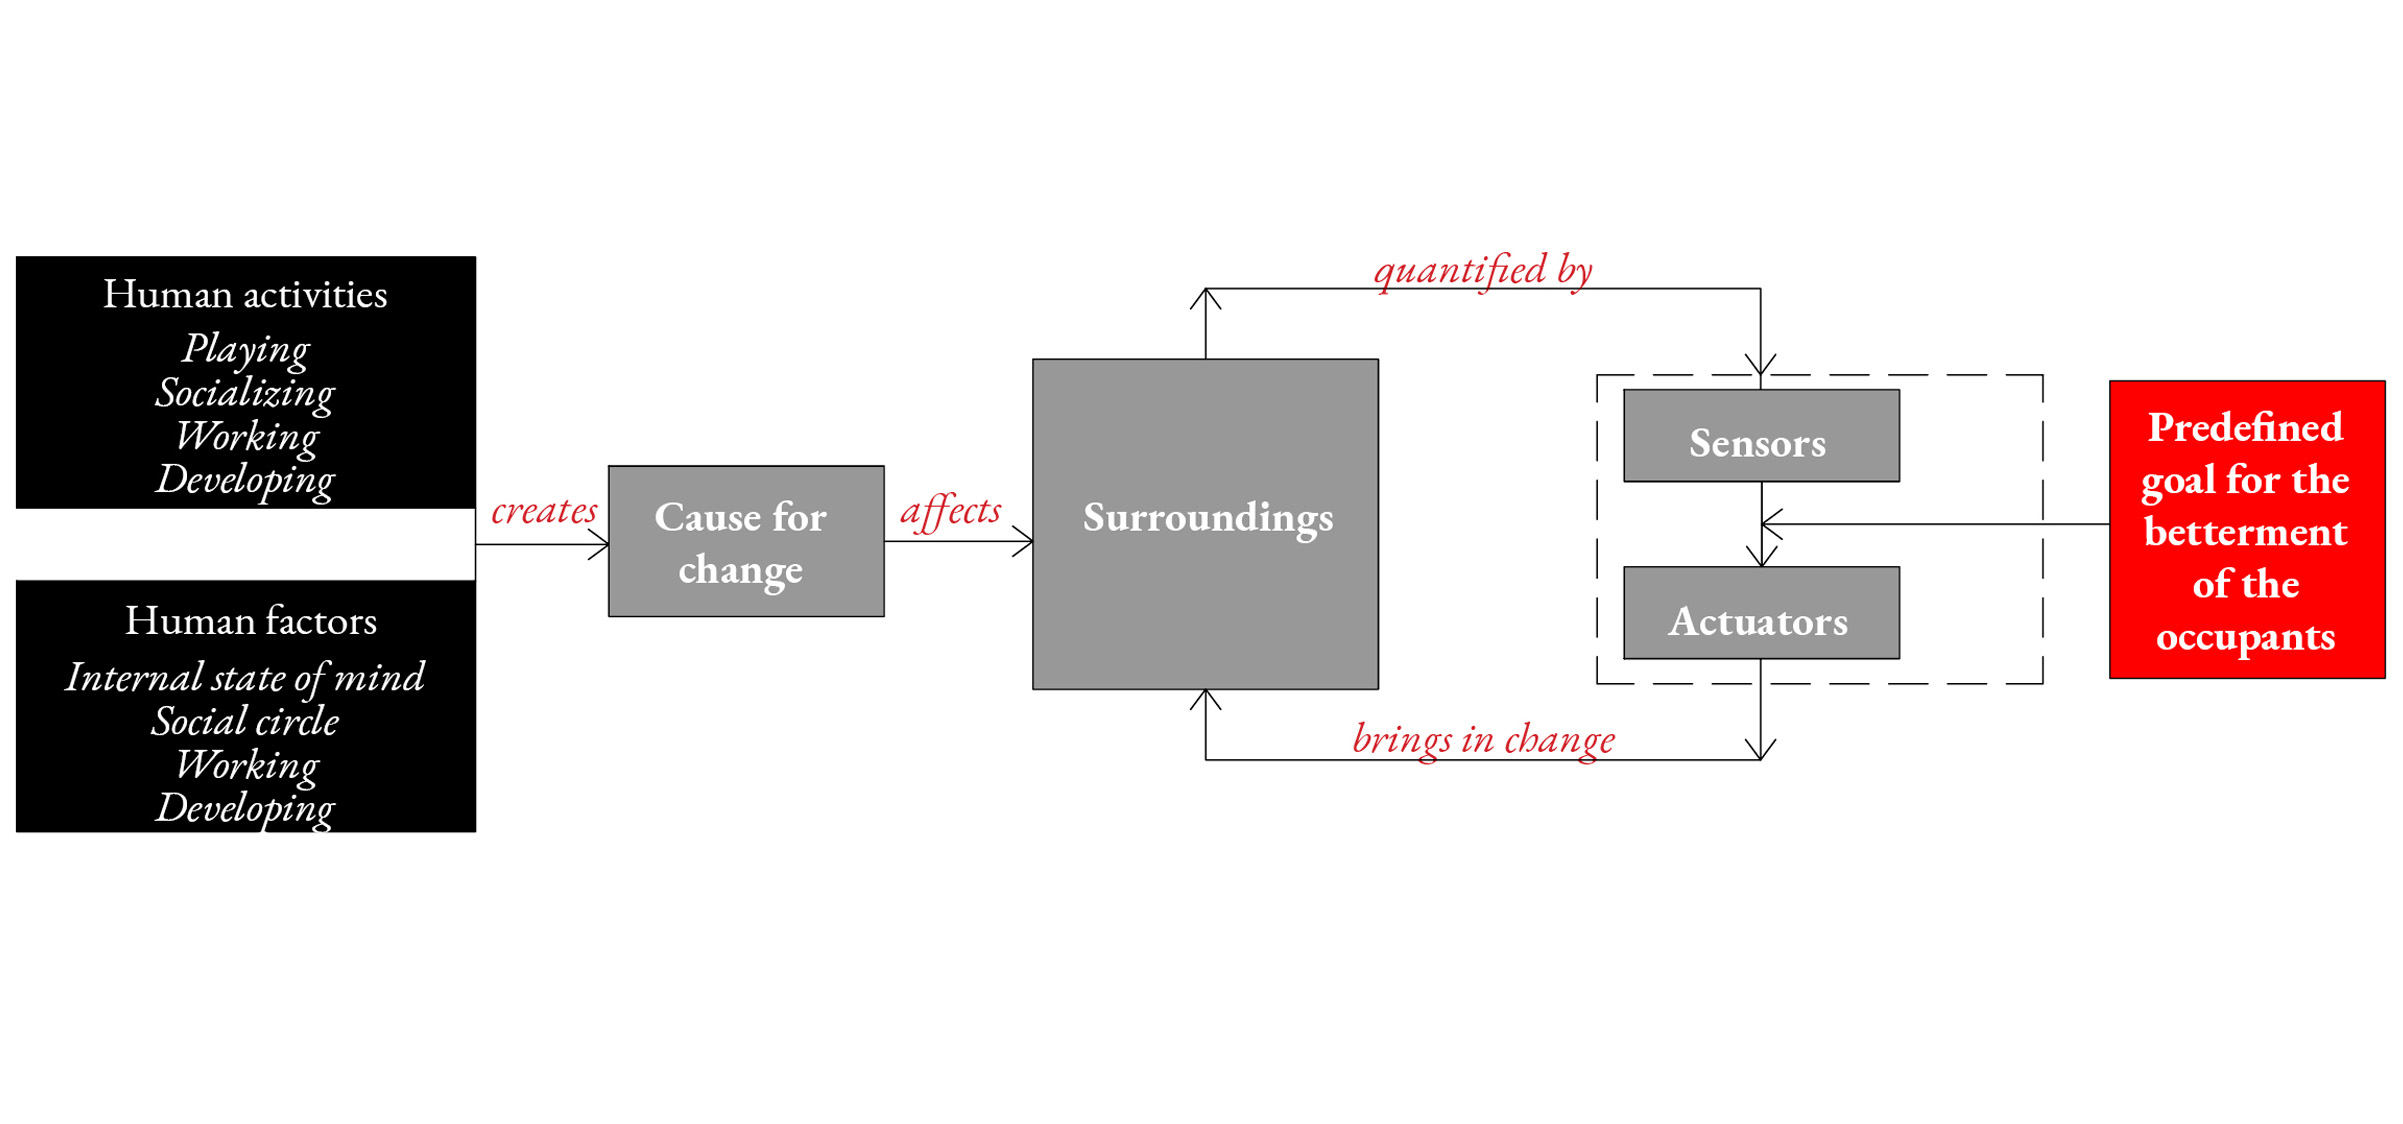 Human activities
Playing
Socializing
Working
Developing
Human factors
Internal state of mind
Social circle
Working
Developing
creates
Cause for
change
affects
Surroundings
quantified by
Sensors
Actuators
brings in change
Predefined
goal for the
betterment
of the
occupants